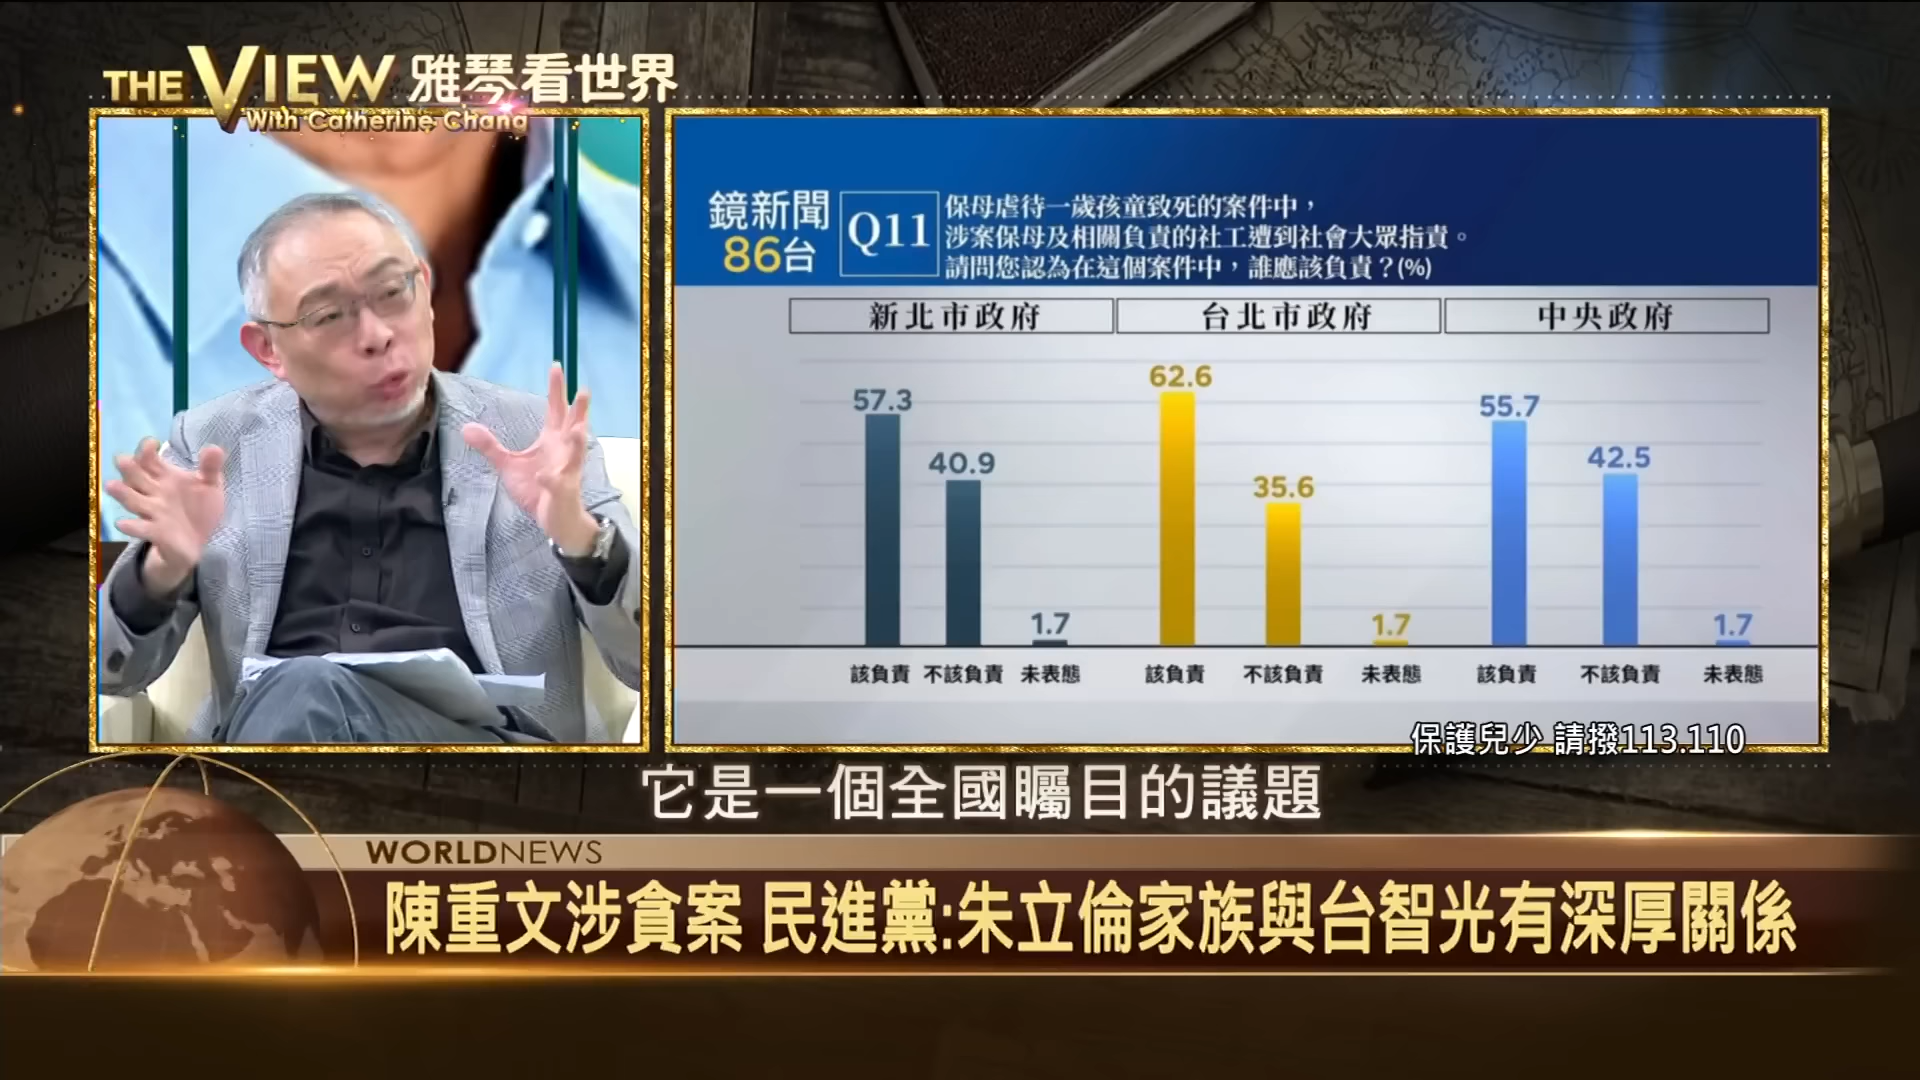 THE VIEW 雅琴看世界
With Catherine Chang
鏡新聞
86台
Q11
保母虐待一歲孩童致死的案件中，
涉案保母及相關負責的社工遭到社會大眾指責。
請問您認為在這個案件中，誰應該負責？(%)
新北市政府 台北市政府 中央政府
57.3 40.9 1.7 62.6 35.6 1.7 55.7 42.5 1.7
該負責 不該負責 未表態 該負責 不該負責 未表態 該負責 不該負責 未表態
保護兒少 請撥113.110
它是一個全國矚目的議題
WORLDNEWS
陳重文涉貪案 民進黨:朱立倫家族與台智光有深厚關係